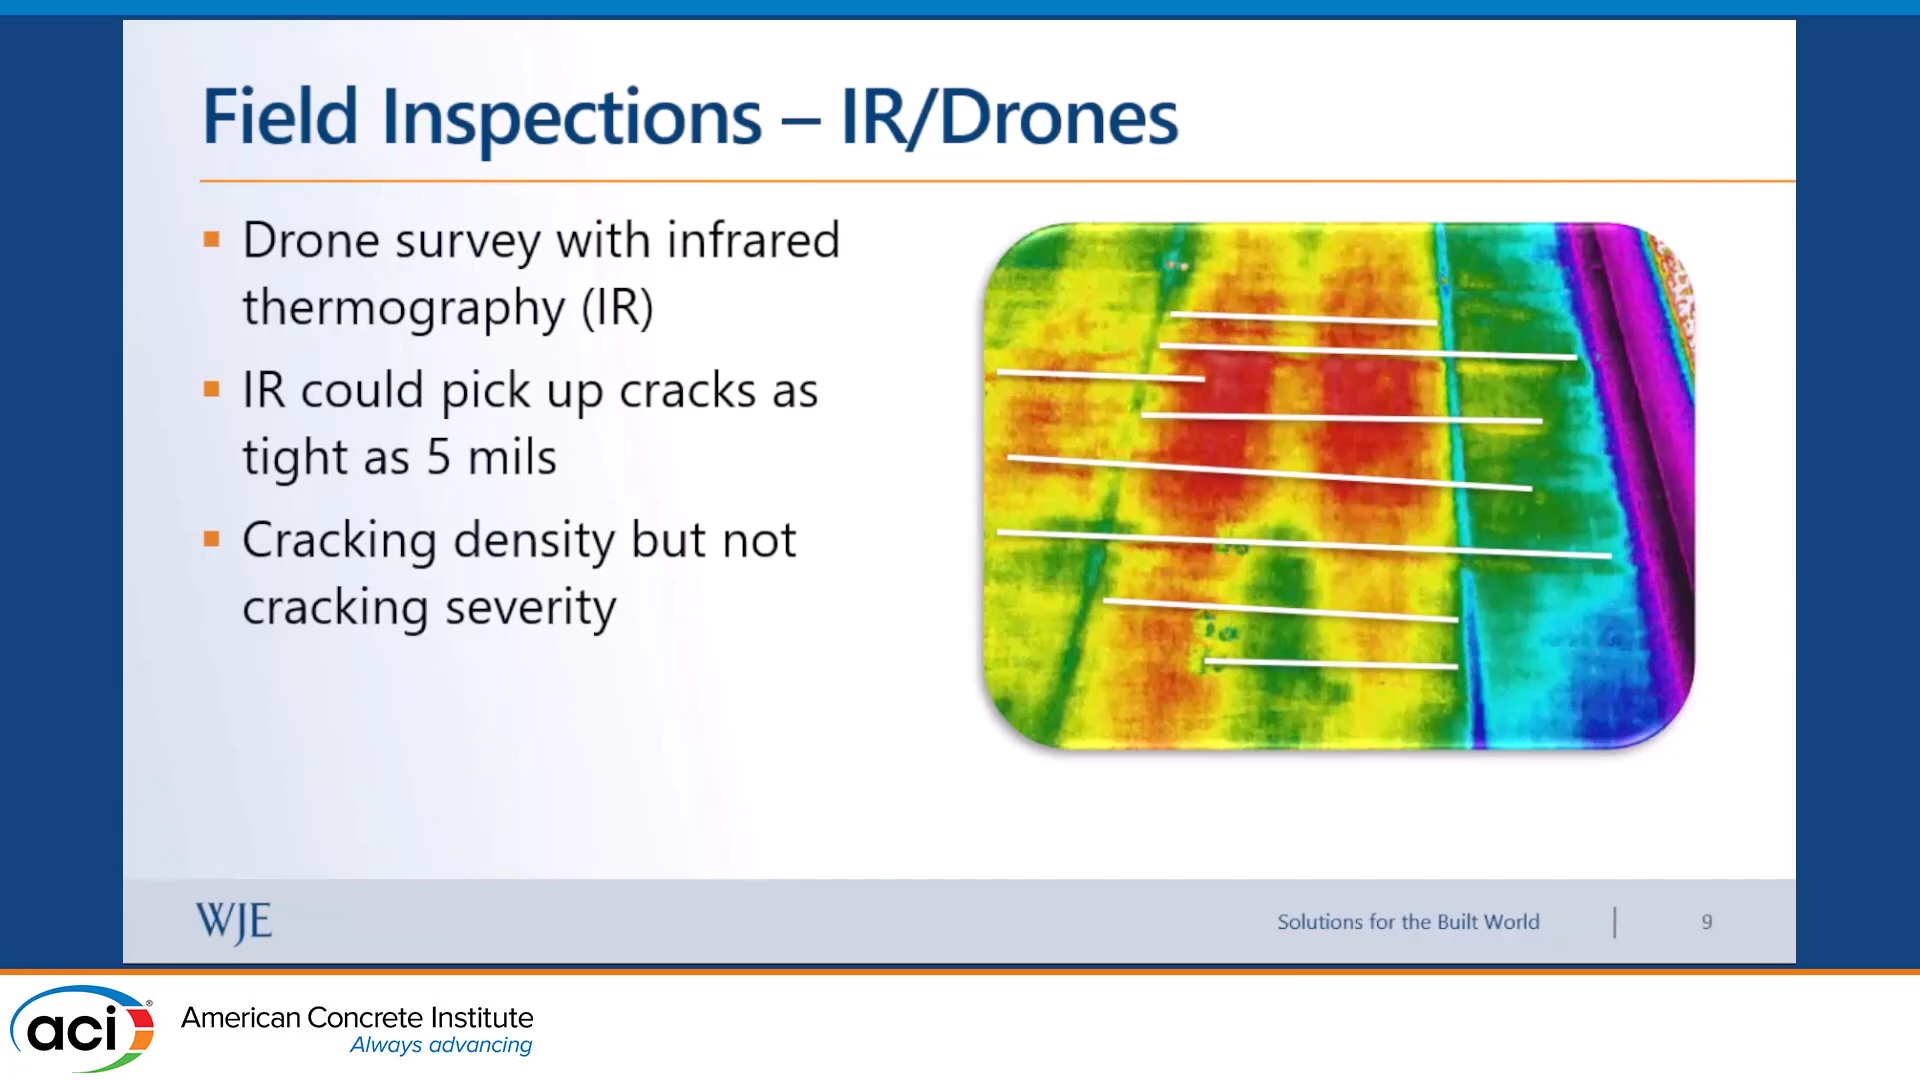 Field Inspections – IR/Drones
▪ Drone survey with infrared
thermography (IR)
▪ IR could pick up cracks as
tight as 5 mils
▪ Cracking density but not
cracking severity
WJE
Solutions for the Built World | 9
aci®
American Concrete Institute
Always advancing